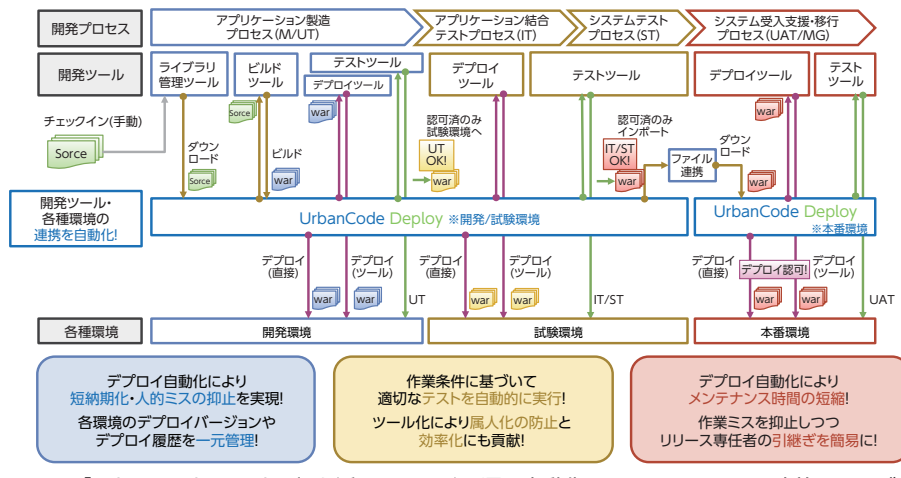 開発プロセス
アプリケーション製造
プロセス(M/UT)
アプリケーション結合
テストプロセス(IT)
システムテスト
プロセス(ST)
システム受入支援・移行
プロセス(UAT/MG)
開発ツール
ライブラリ
管理ツール
ビルド
ツール
テストツール
デプロイツール
デプロイ
ツール
テストツール
デプロイツール
テスト
ツール
チェックイン(手動)
Sorce
ダウン
ロード
Sorce
Sorce
ビルド
war
war
認可済のみ
試験環境へ
UT
OK!
war
war
認可済のみ
インポート
IT/ST
OK!
war
ファイル
連携
ダウン
ロード
war
war
開発ツール・
各種環境の
連携を自動化!
UrbanCode Deploy ※開発/試験環境
UrbanCode Deploy
※本番環境
デプロイ
(直接)
war
デプロイ
(ツール)
war
UT
デプロイ
(直接)
war
デプロイ
(ツール)
war
IT/ST
デプロイ
(直接)
デプロイ認可!
war
デプロイ
(ツール)
war
UAT
各種環境
開発環境
試験環境
本番環境
デプロイ自動化により
短納期化・人的ミスの抑止を実現!
各環境のデプロイバージョンや
デプロイ履歴を一元管理!
作業条件に基づいて
適切なテストを自動的に実行!
ツール化により属人化の防止と
効率化にも貢献!
デプロイ自動化により
メンテナンス時間の短縮!
作業ミスを抑止しつつ
リリース専任者の引継ぎを簡易に!